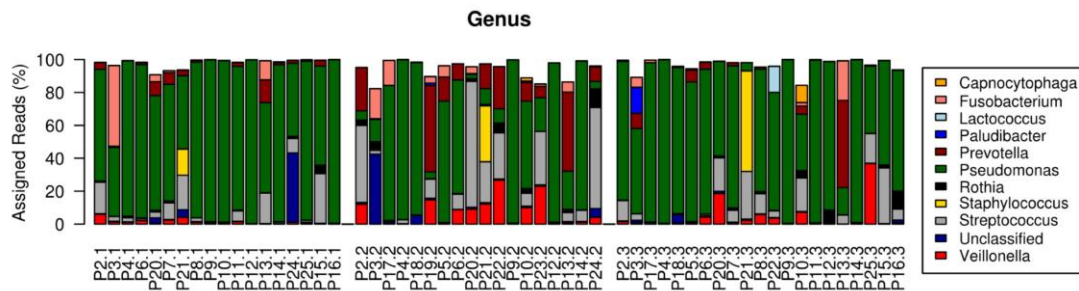 Genus
Assigned Reads (%)
100
80
60
40
20
0
P2.1
P3.1
P4.1
P6.1
P20.1
P7.1
P21.1
P8.1
P9.1
P10.1
P11.1
P12.1
P13.1
P14.1
P24.1
P25.1
P15.1
P16.1
P2.2
P3.2
P17.2
P4.2
P18.2
P19.2
P5.2
P6.2
P20.2
P21.2
P22.2
P9.2
P10.2
P23.2
P12.2
P13.2
P14.2
P24.2
P2.3
P3.3
P17.3
P4.3
P18.3
P5.3
P6.3
P20.3
P7.3
P21.3
P8.3
P22.3
P9.3
P10.3
P11.3
P12.3
P13.3
P14.3
P25.3
P15.3
P16.3
Capnocytophaga
Fusobacterium
Lactococcus
Paludibacter
Prevotella
Pseudomonas
Rothia
Staphylococcus
Streptococcus
Unclassified
Veillonella